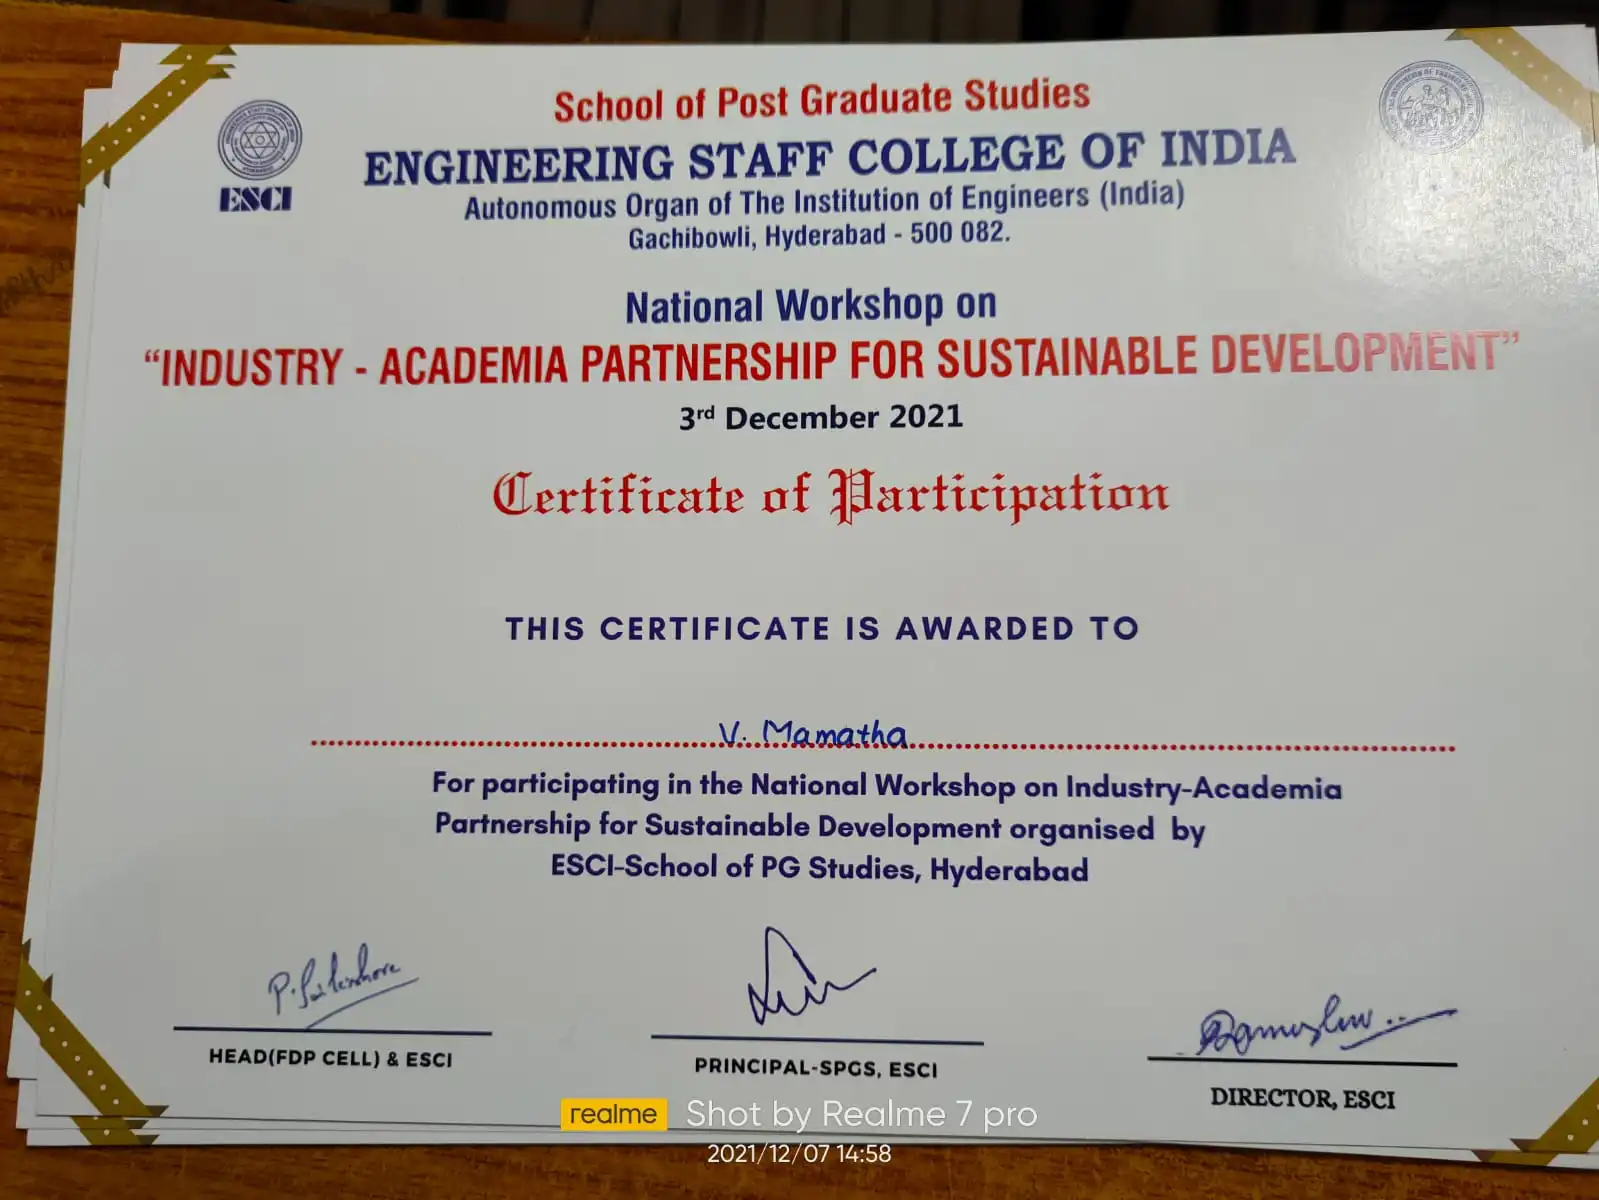 School of Post Graduate Studies
ENGINEERING STAFF COLLEGE OF INDIA
ESCI
Autonomous Organ of The Institution of Engineers (India)
Gachibowli, Hyderabad - 500 082.
National Workshop on
“INDUSTRY - ACADEMIA PARTNERSHIP FOR SUSTAINABLE DEVELOPMENT”
3rd December 2021
Certificate of Participation
THIS CERTIFICATE IS AWARDED TO
V. Mamatha
For participating in the National Workshop on Industry-Academia
Partnership for Sustainable Development organised by
ESCI-School of PG Studies, Hyderabad
HEAD(FDP CELL) & ESCI
PRINCIPAL-SPGS, ESCI
DIRECTOR, ESCI
realme Shot by Realme 7 pro
2021/12/07 14:58